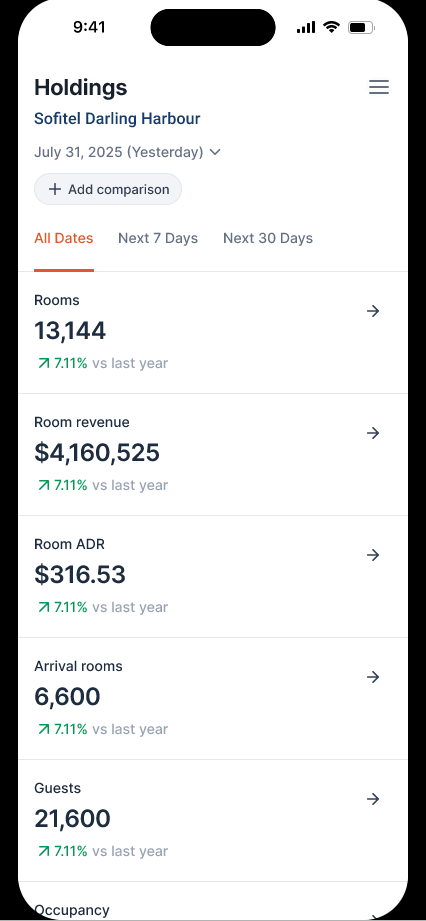 9:41
Holdings
Sofitel Darling Harbour
July 31, 2025 (Yesterday)
Add comparison
All Dates Next 7 Days Next 30 Days
Rooms
13,144
7.11% vs last year
Room revenue
$4,160,525
7.11% vs last year
Room ADR
$316.53
7.11% vs last year
Arrival rooms
6,600
7.11% vs last year
Guests
21,600
7.11% vs last year
Occupancy